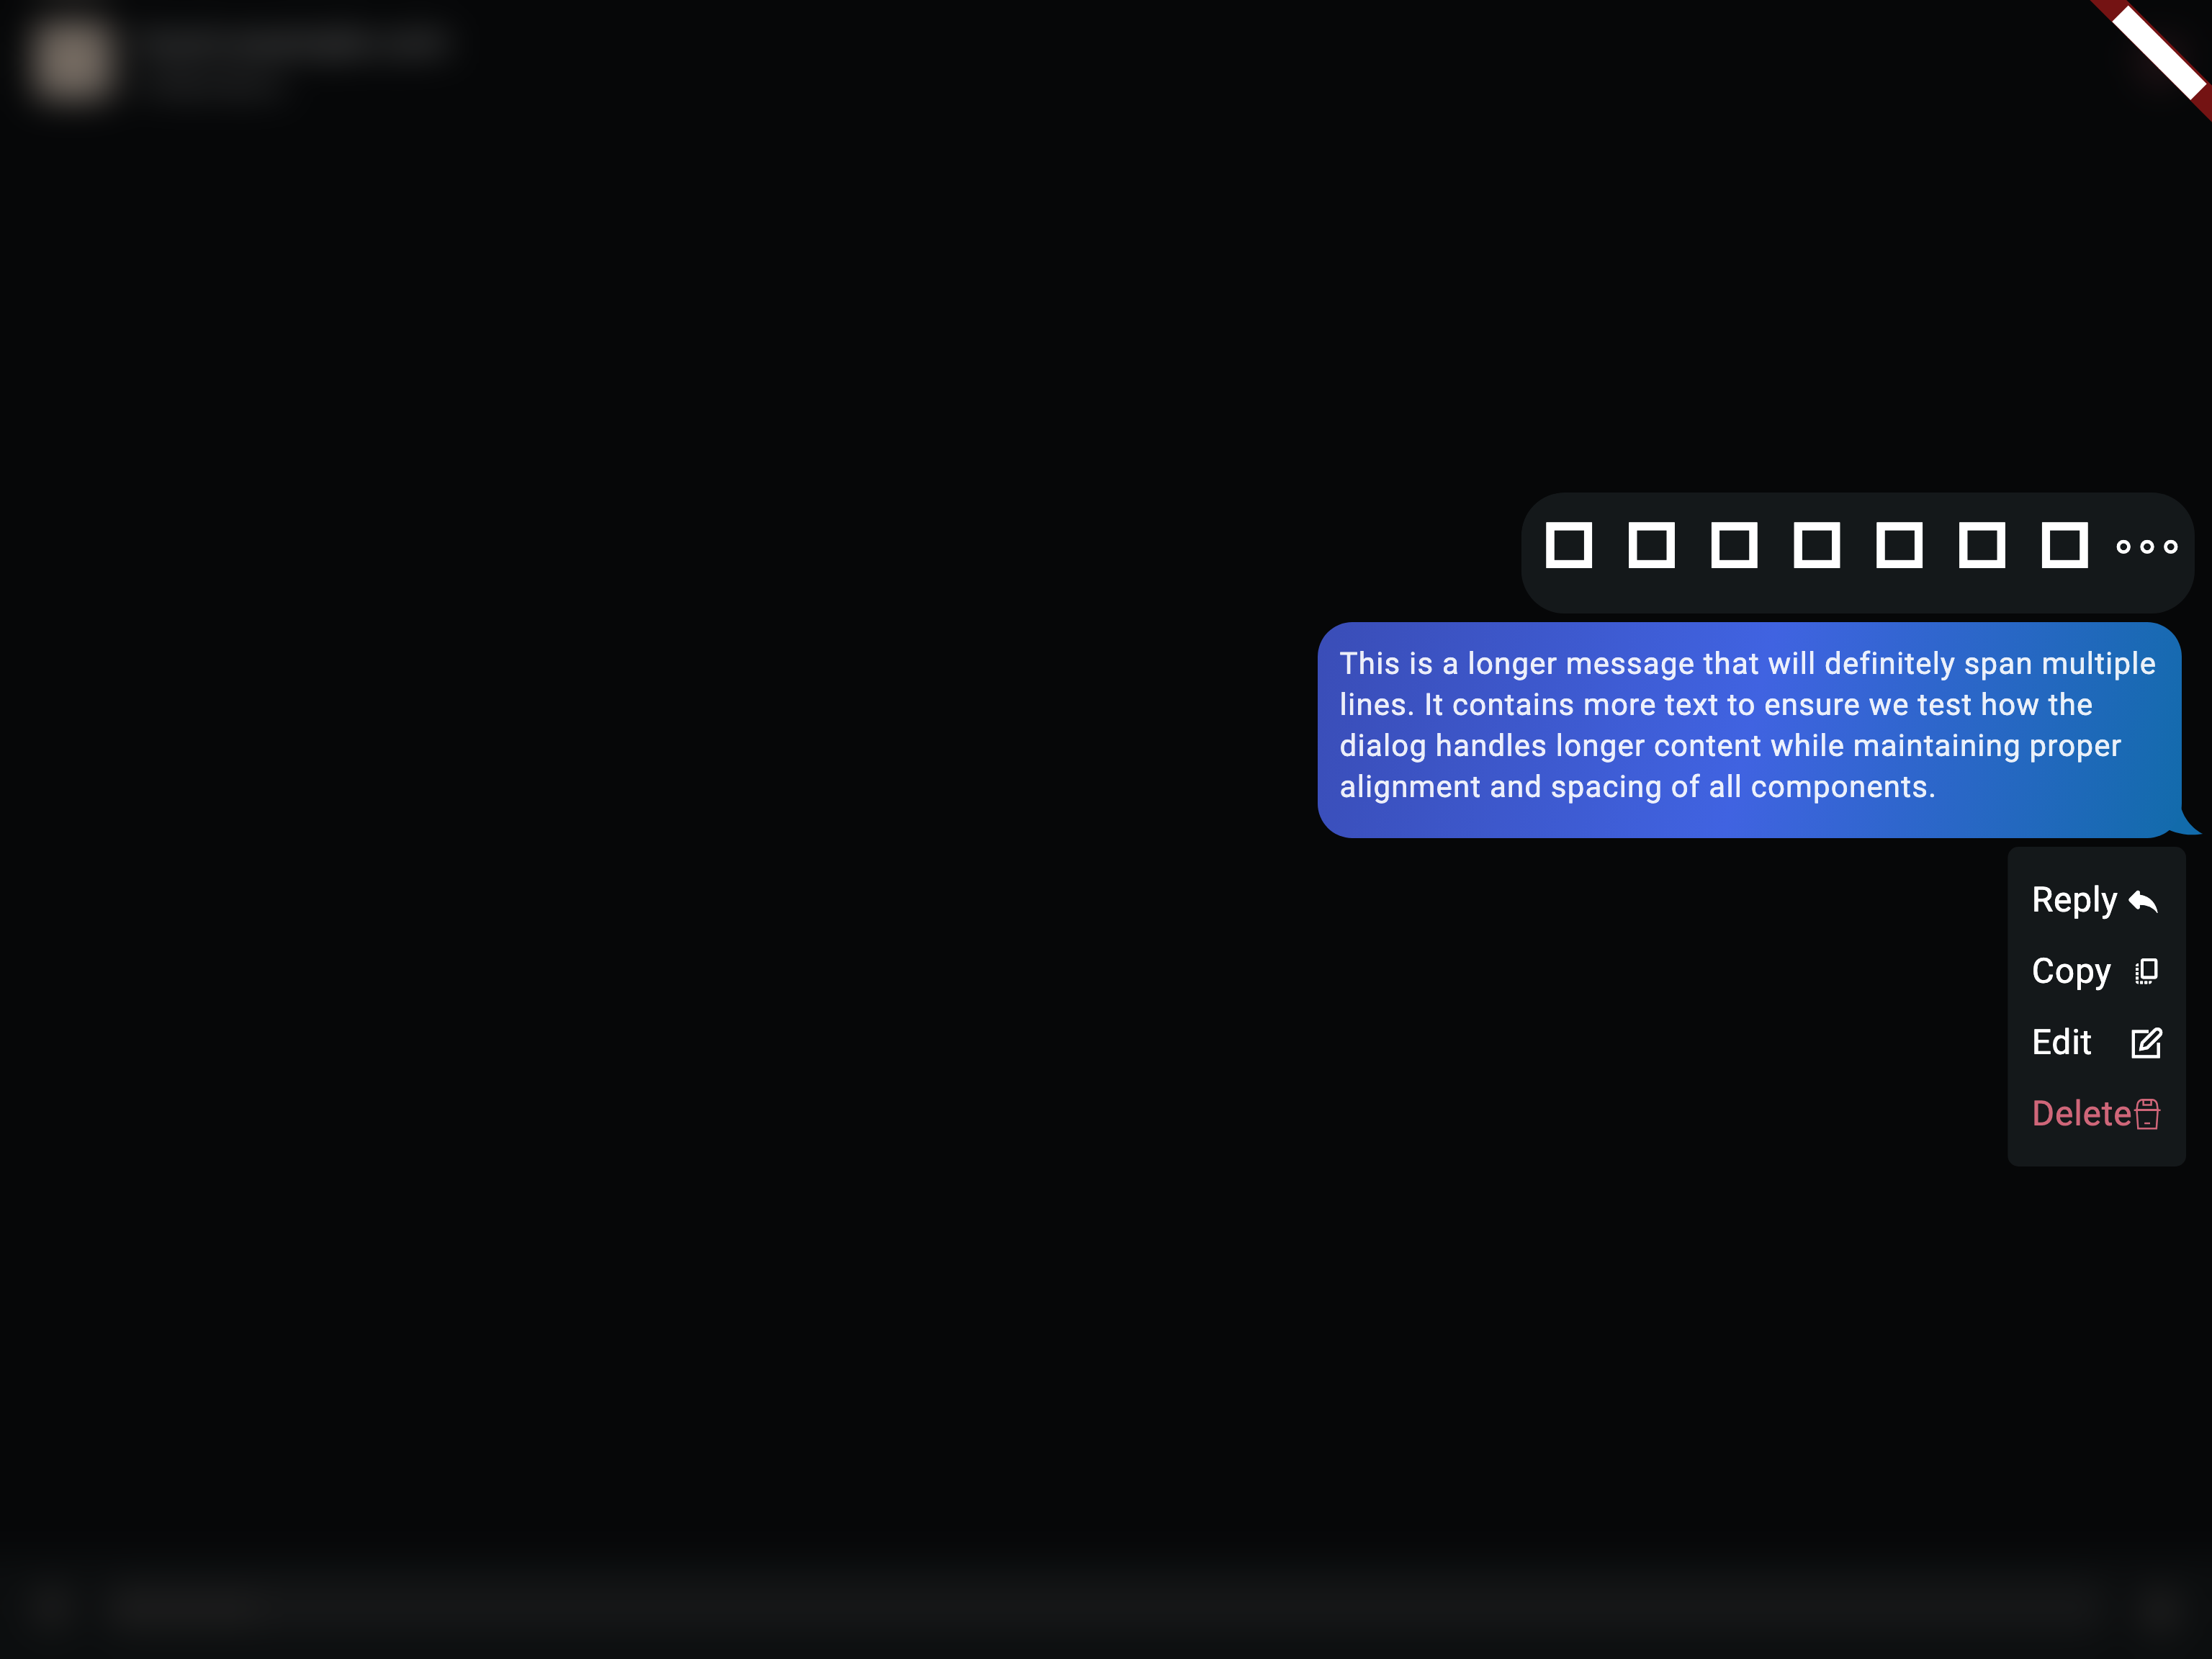 This is a longer message that will definitely span multiple
lines. It contains more text to ensure we test how the
dialog handles longer content while maintaining proper
alignment and spacing of all components.
Reply
Copy
Edit
Delete